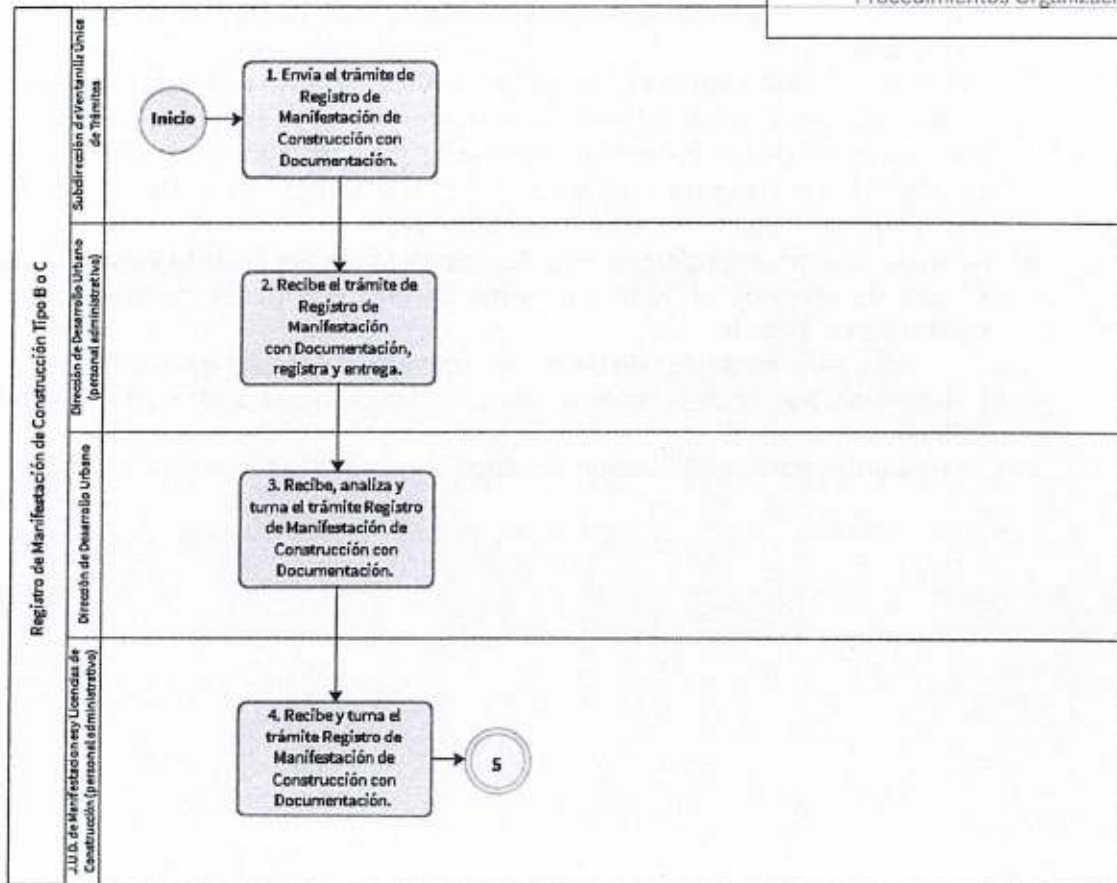 Procedimientos Organizac
Registro de Manifestación de Construcción Tipo B o C
Subdirección de Ventanilla Única
de Trámites
Inicio
1. Envía el trámite de
Registro de
Manifestación de
Construcción con
Documentación.
Dirección de Desarrollo Urbano
(personal administrativa)
2. Recibe el trámite de
Registro de
Manifestación
con Documentación,
registra y entrega.
Dirección de Desarrollo Urbano
3. Recibe, analiza y
turna el trámite Registro
de Manifestación de
Construcción con
Documentación.
J.U.D. de Manifestaciones y Licencias de
Construcción (personal administrativo)
4. Recibe y turna el
trámite Registro de
Manifestación de
Construcción con
Documentación.
5